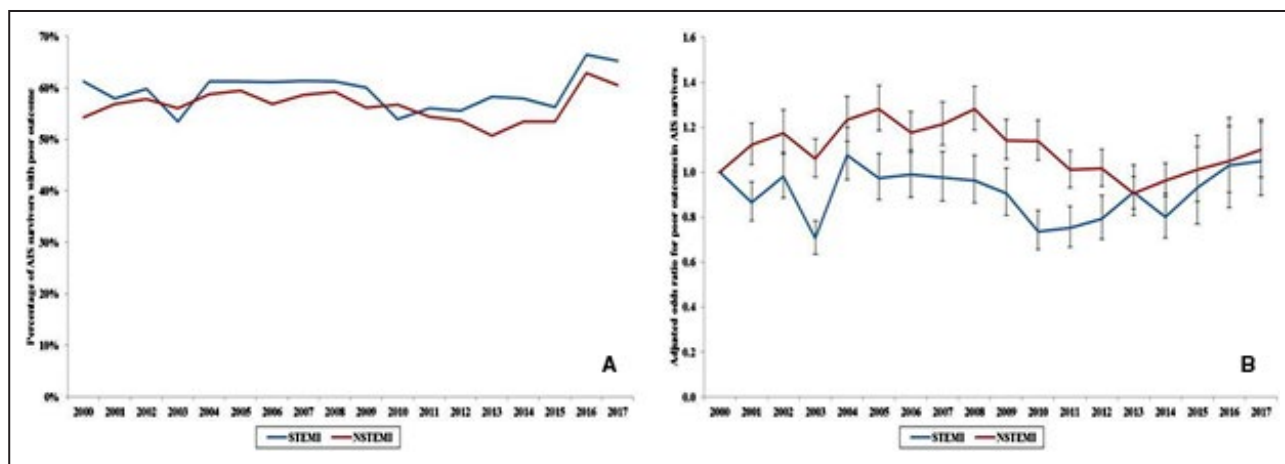 Percentage of AIS survivers with poor outcome
70%
60%
50%
40%
30%
20%
10%
0%
2000 2001 2002 2003 2004 2005 2006 2007 2008 2009 2010 2011 2012 2013 2014 2015 2016 2017
STEMI NSTEMI
A
Adjusted odds ratio for poor outcomes in AIS survivers
1.6
1.4
1.2
1.0
0.8
0.6
0.4
0.2
0.0
2000 2001 2002 2003 2004 2005 2006 2007 2008 2009 2010 2011 2012 2013 2014 2015 2016 2017
STEMI NSTEMI
B